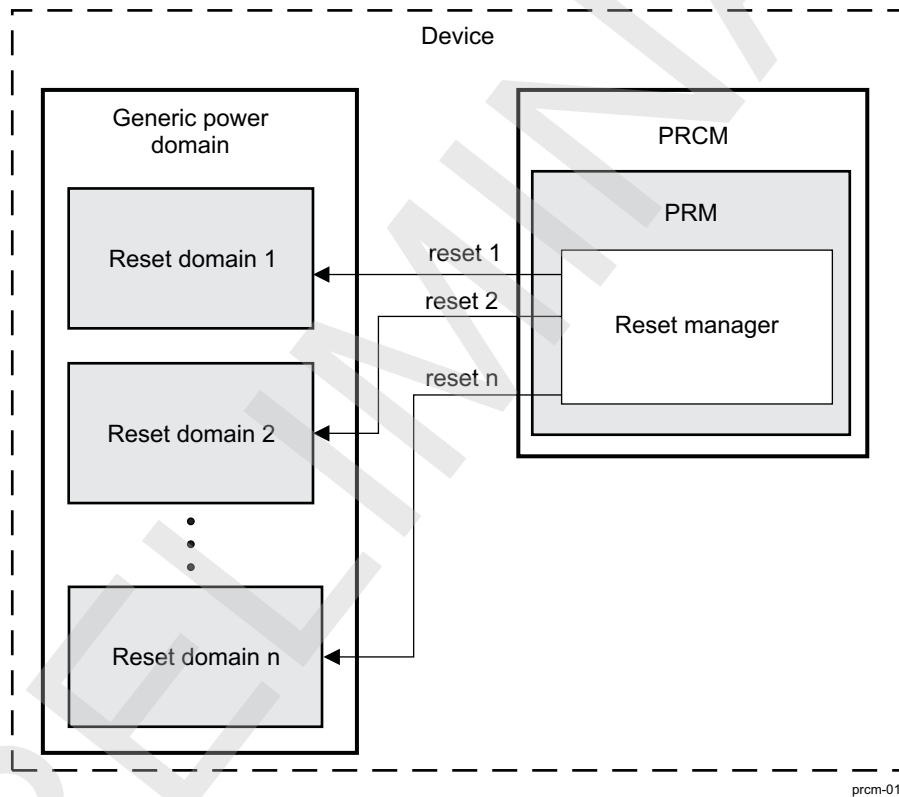 Device
Generic power
domain
Reset domain 1
Reset domain 2
Reset domain n
reset 1
reset 2
reset n
PRCM
PRM
Reset manager
prcm-01